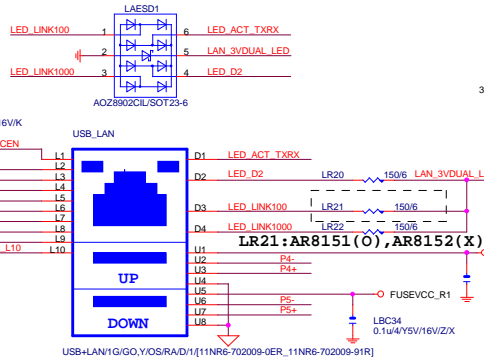 LAESD1
LED_LINK100 1 6 LED_ACT_TXRX
2 5 LAN_3VDUAL_LED
LED_LINK1000 3 4 LED_D2
AOZ8902CIL/SOT23-6
3
16V/K
USB_LAN
CEN
L1 D1 LED_ACT_TXRX
L2
L3 D2 LED_D2 LR20 150/6 LAN_3VDUAL_L
L4
L5
L6 D3 LED_LINK100 LR21 150/6
L7
L8 D4 LED_LINK1000 LR22 150/6
L9
LR21:AR8151(O),AR8152(X)
L10 L10 U1
U2 P4-
U3 P4+
UP
U4
U5 FUSEVCC_R1
U6 P5-
U7 P5+
DOWN
U8
LBC34
0.1u/4/Y5V/16V/Z/X
USB+LAN/1G/GO,Y/OS/RA/D/1/[11NR6-702009-0ER_11NR6-702009-91R]